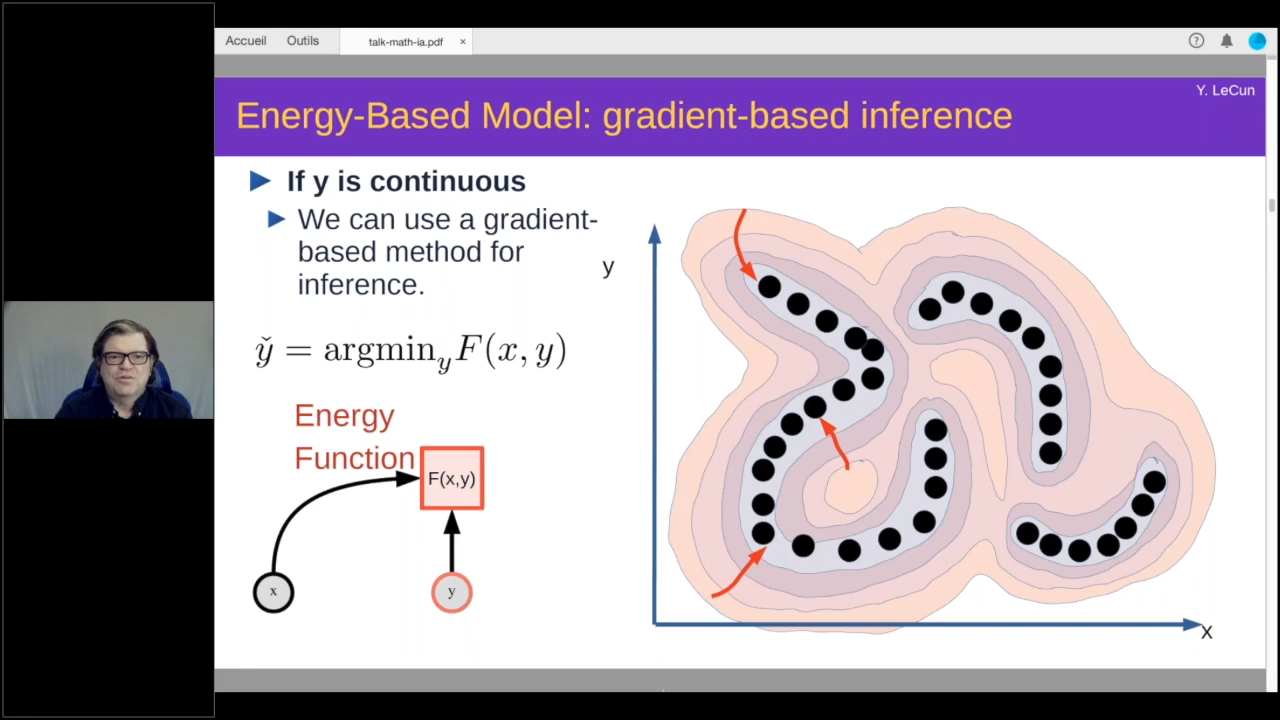 Accueil Outils talk-math-ia.pdf ×
?
Y. LeCun
Energy-Based Model: gradient-based inference
If y is continuous
We can use a gradient-
based method for
inference.
y̌ = argmin_y F(x, y)
Energy
Function
F(x,y)
x
y
y
x